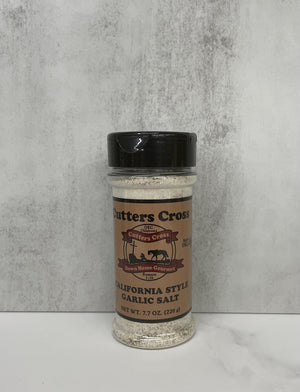 Cutters Cross
Cutters Cross
Down Home Gourmet
CALIFORNIA STYLE
GARLIC SALT
NET WT. 7.7 OZ. (220 g)